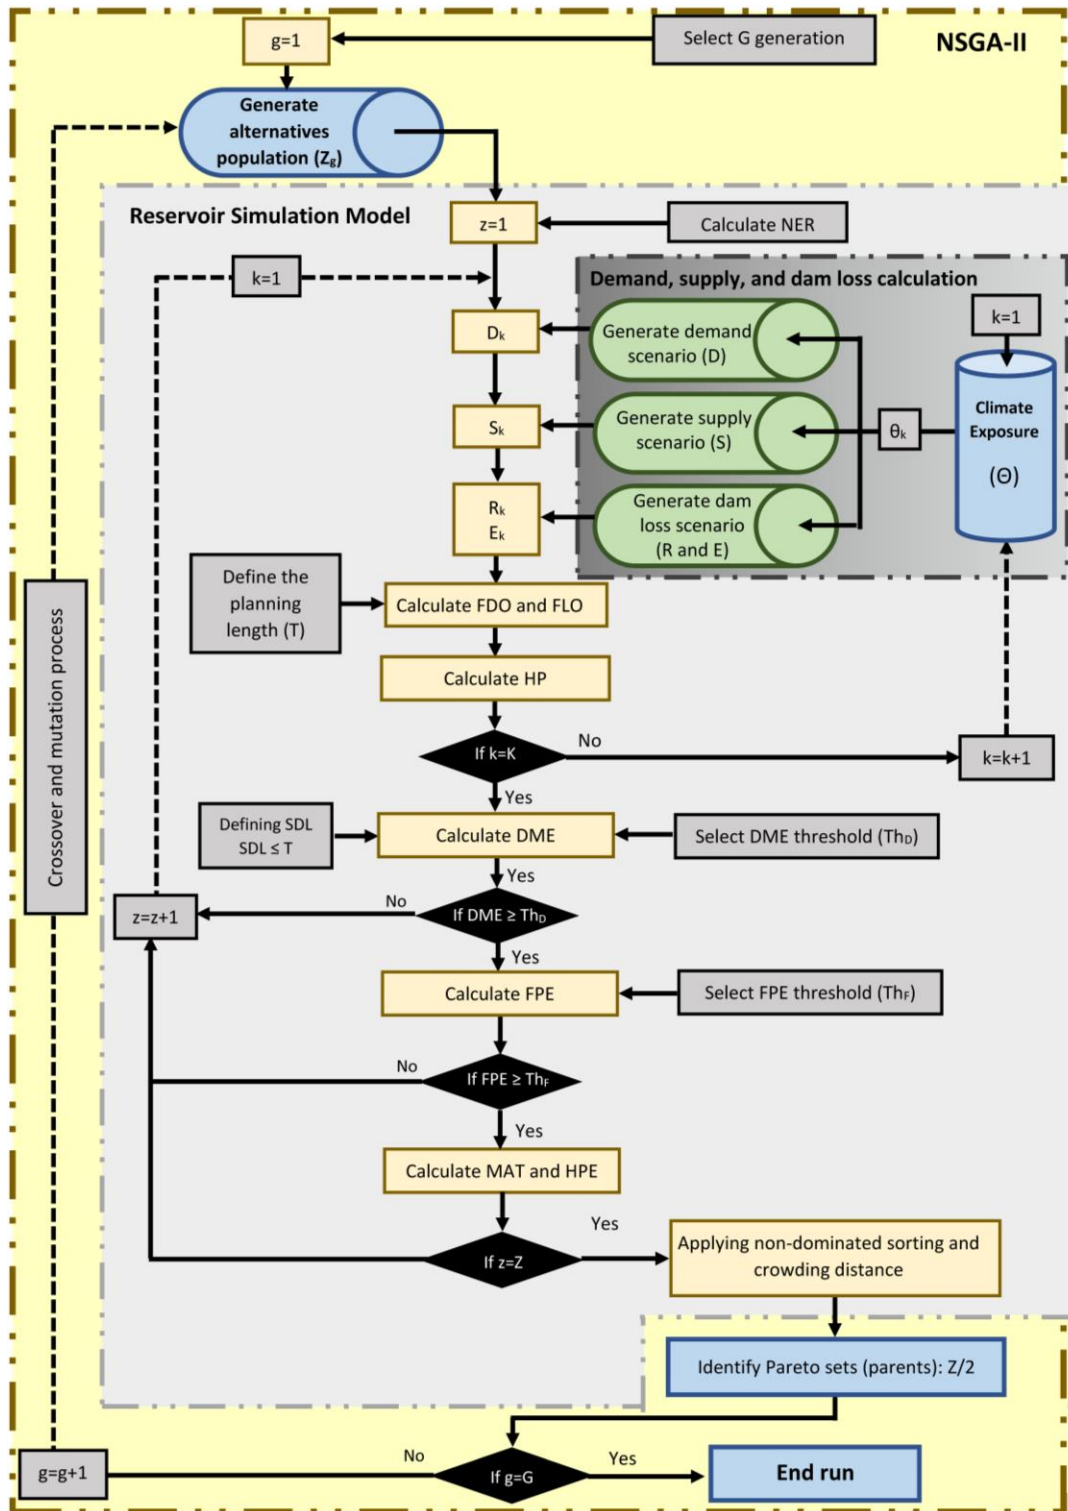 g=1
Select G generation
NSGA-II
Generate
alternatives
population (Zg)
Reservoir Simulation Model
z=1
Calculate NER
k=1
Demand, supply, and dam loss calculation
k=1
Dk
Generate demand
scenario (D)
Climate
Exposure
(Θ)
Sk
Generate supply
scenario (S)
θk
Rk
Ek
Generate dam
loss scenario
(R and E)
Define the
planning
length (T)
Calculate FDO and FLO
Calculate HP
If k=K
No
k=k+1
Yes
Crossover and mutation process
Defining SDL
SDL ≤ T
Calculate DME
Select DME threshold (ThD)
Yes
z=z+1
No
If DME ≥ ThD
Yes
Calculate FPE
Select FPE threshold (ThF)
No
If FPE ≥ ThF
Yes
Calculate MAT and HPE
If z=Z
Yes
Applying non-dominated sorting and
crowding distance
Identify Pareto sets (parents): Z/2
g=g+1
No
If g=G
Yes
End run